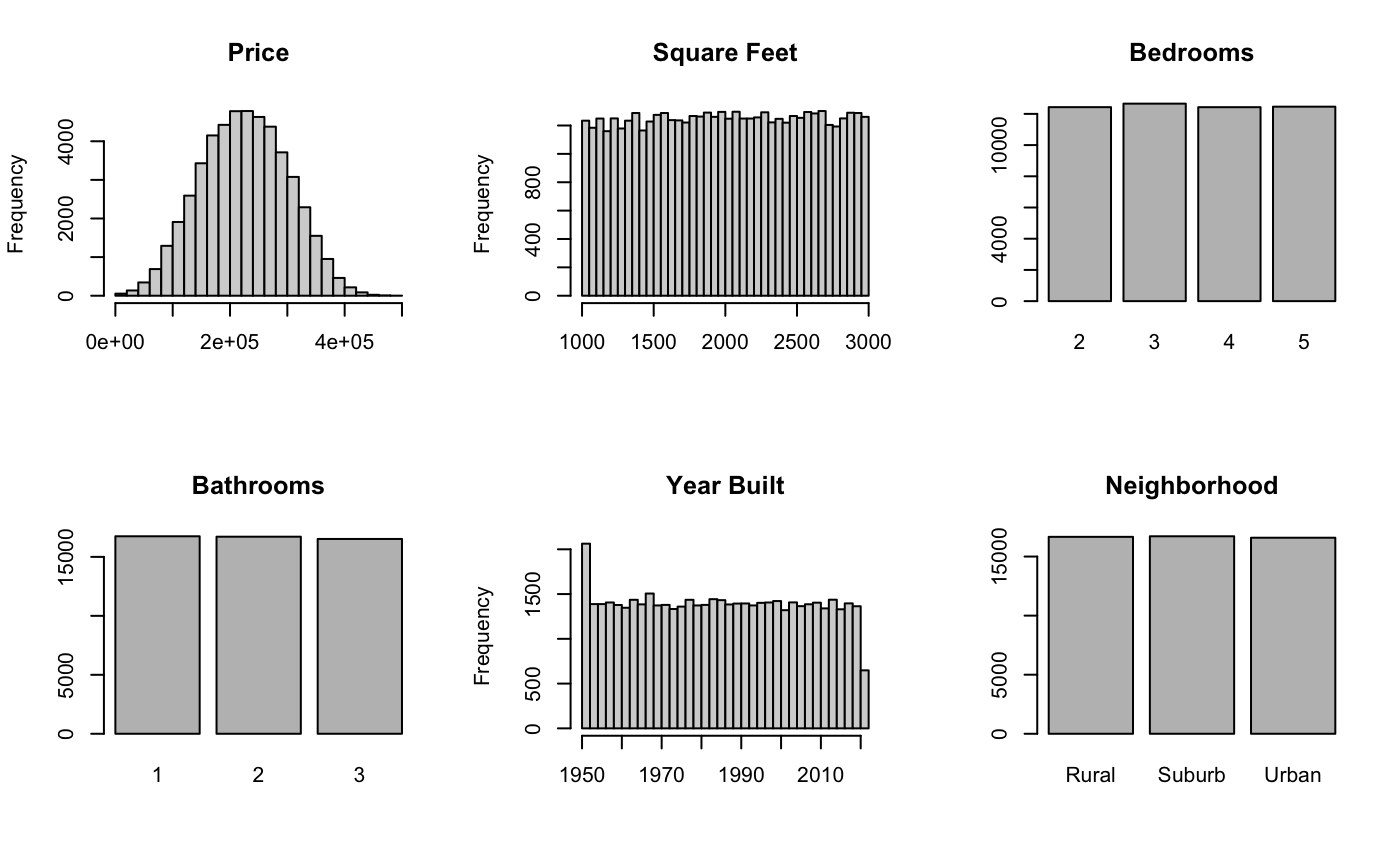 Price
Frequency
0
2000
4000
0e+00 2e+05 4e+05
Square Feet
Frequency
0
400
800
1000 1500 2000 2500 3000
Bedrooms
0
4000
10000
2 3 4 5
Bathrooms
0
5000
15000
1 2 3
Year Built
Frequency
0
500
1500
1950 1970 1990 2010
Neighborhood
0
5000
15000
Rural Suburb Urban